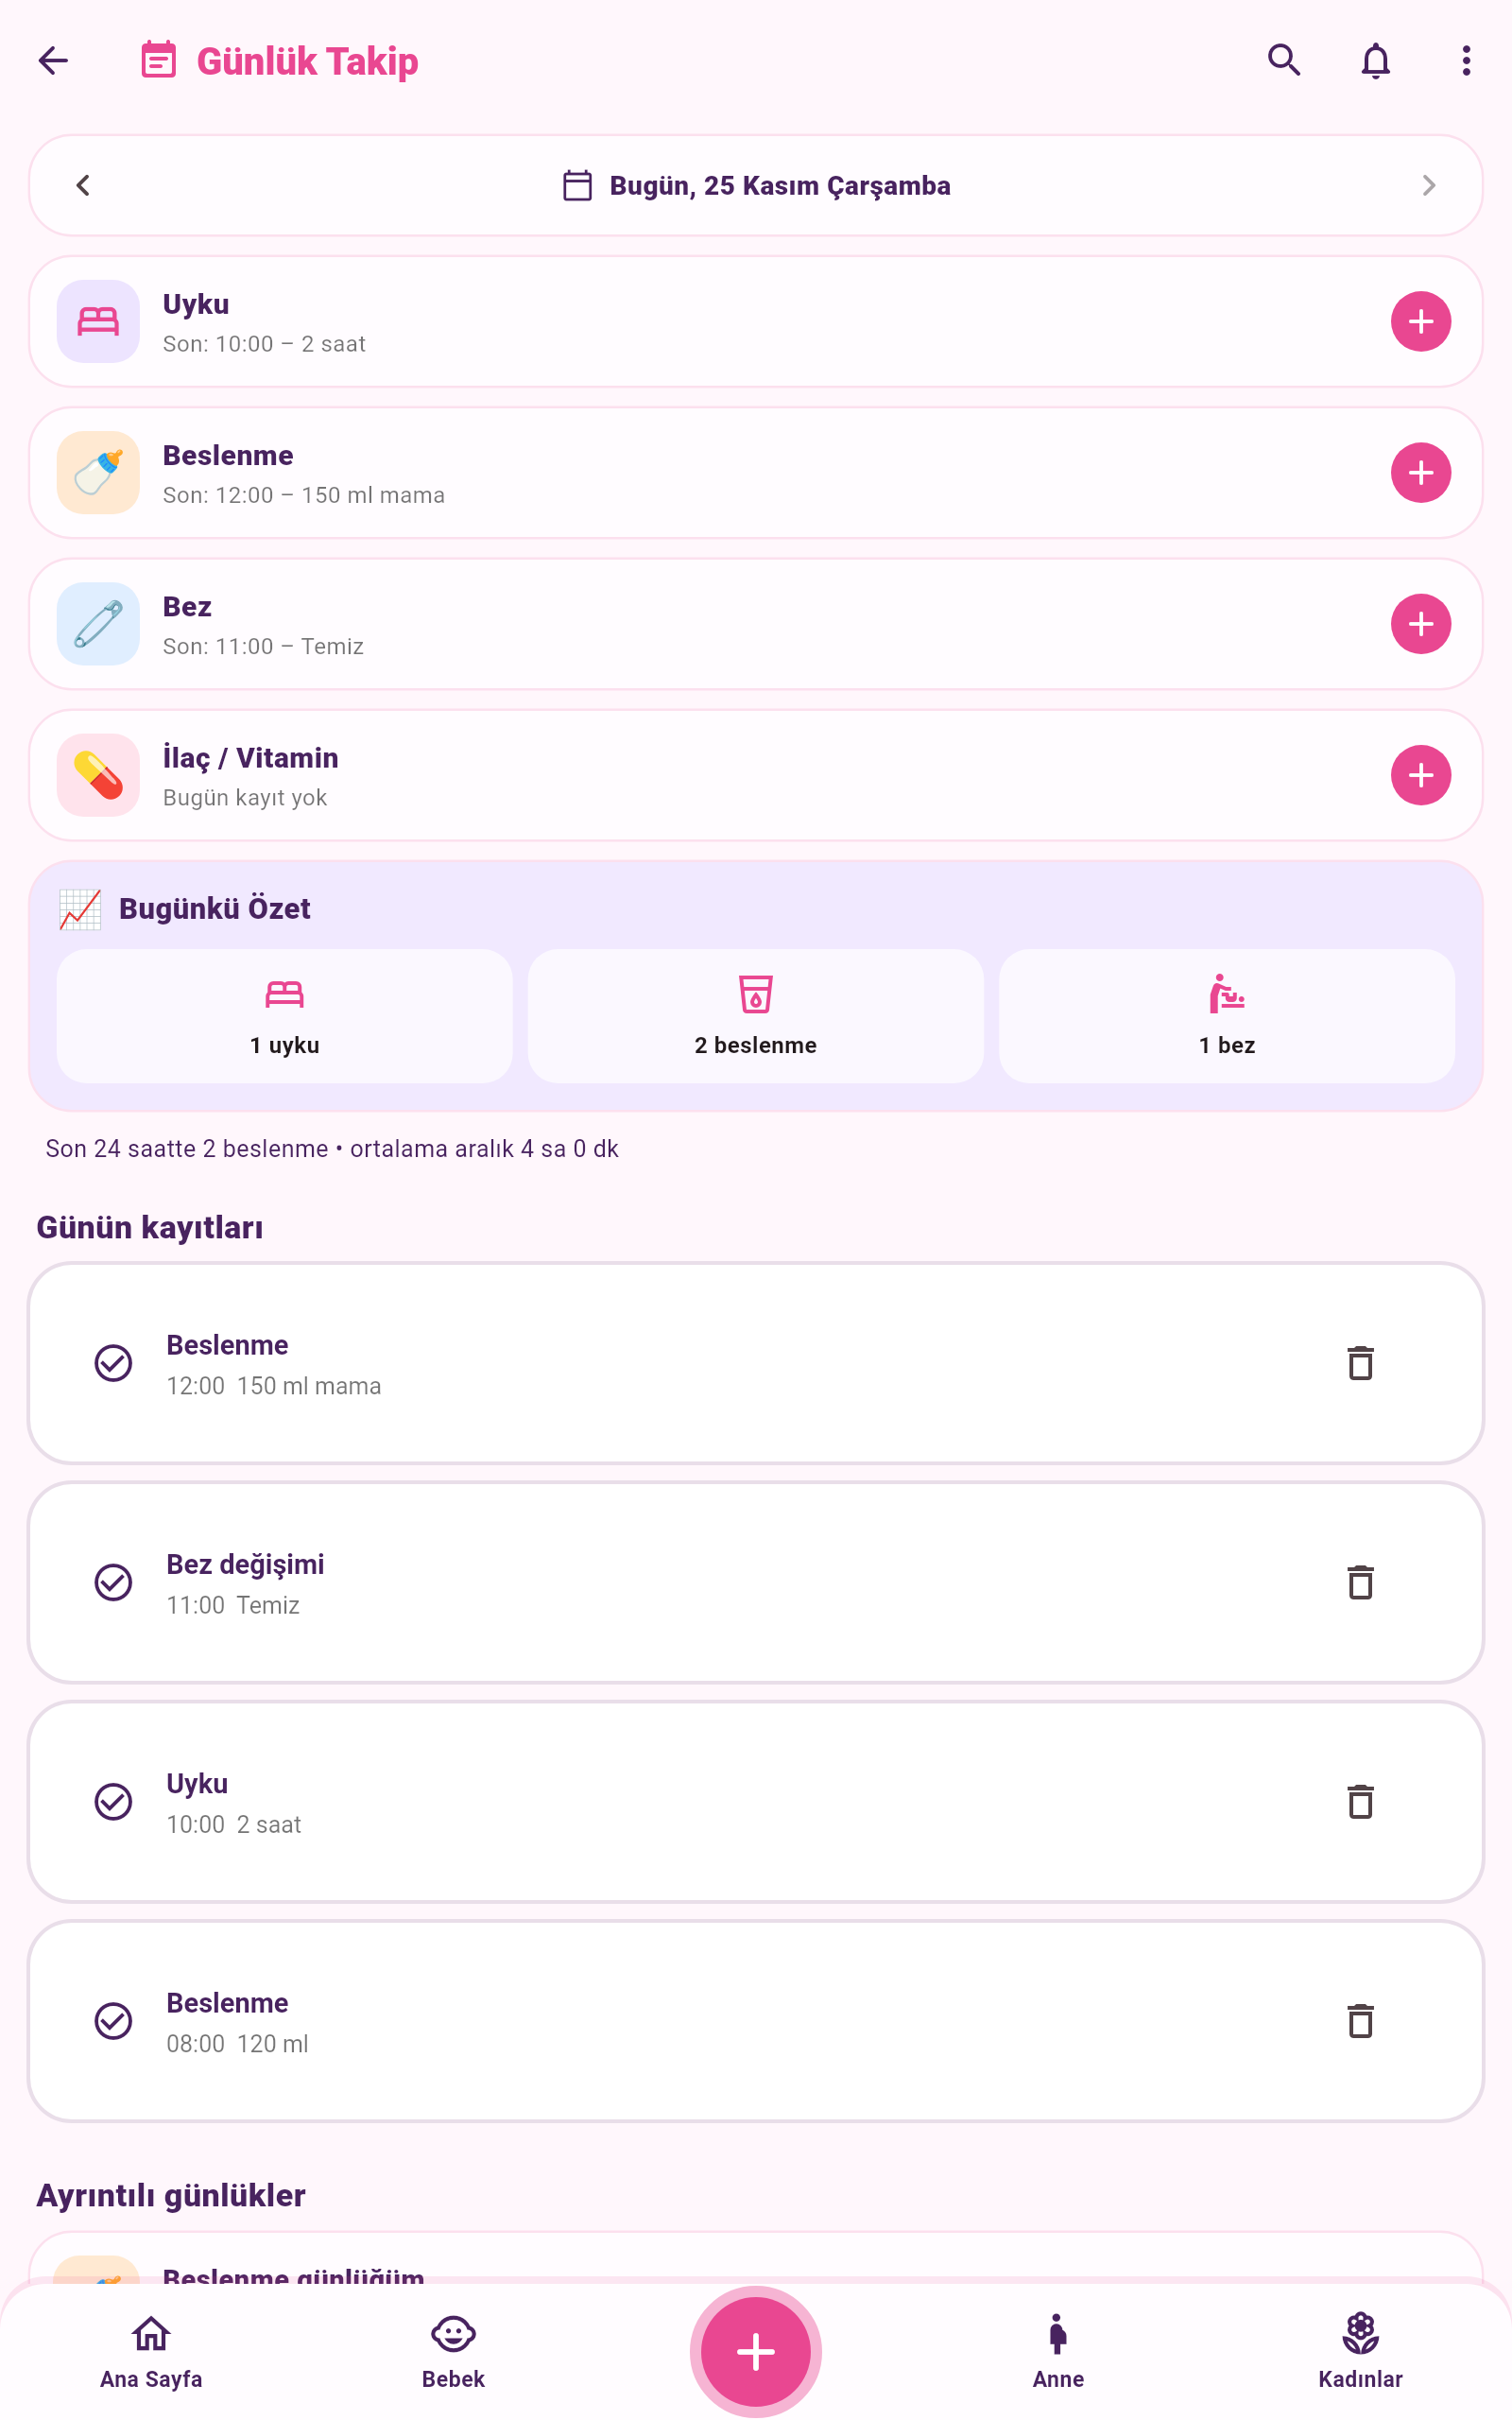 Günlük Takip
Bugün, 25 Kasım Çarşamba
Uyku
Son: 10:00 – 2 saat
Beslenme
Son: 12:00 – 150 ml mama
Bez
Son: 11:00 – Temiz
İlaç / Vitamin
Bugün kayıt yok
Bugünkü Özet
1 uyku
2 beslenme
1 bez
Son 24 saatte 2 beslenme • ortalama aralık 4 sa 0 dk
Günün kayıtları
Beslenme
12:00 150 ml mama
Bez değişimi
11:00 Temiz
Uyku
10:00 2 saat
Beslenme
08:00 120 ml
Ayrıntılı günlükler
Beslenme günlüğüm
Ana Sayfa
Bebek
Anne
Kadınlar